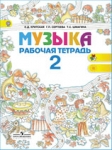 Е.Д. КРИТСКАЯ Г.П. СЕРГЕЕВА Т.С. ШМАГИНА
МУЗЫКА
РАБОЧАЯ ТЕТРАДЬ
2